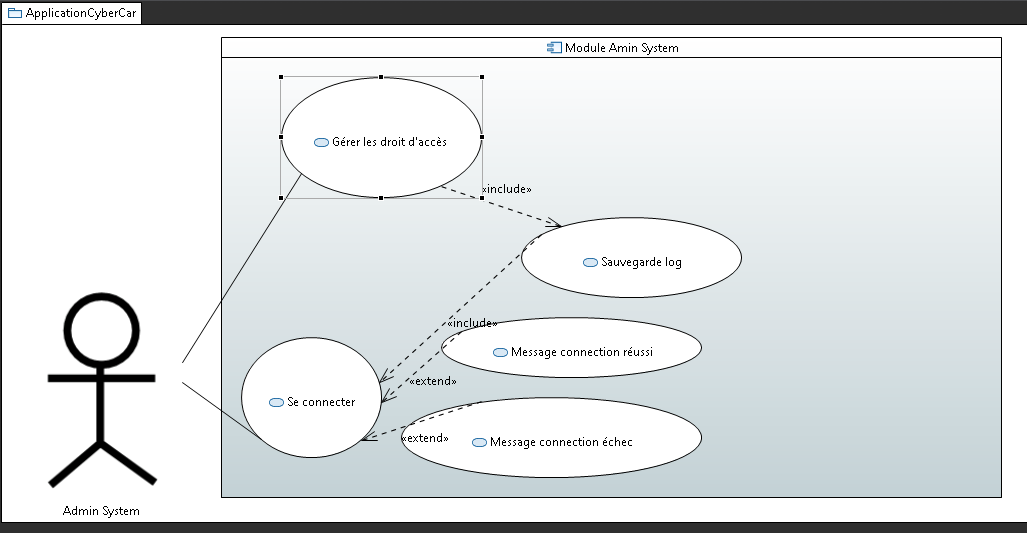 ApplicationCyberCar
Module Amin System
Gérer les droit d'accès
«include»
Sauvegarde log
«include»
Message connection réussi
«extend»
Se connecter
«extend»
Message connection échec
Admin System